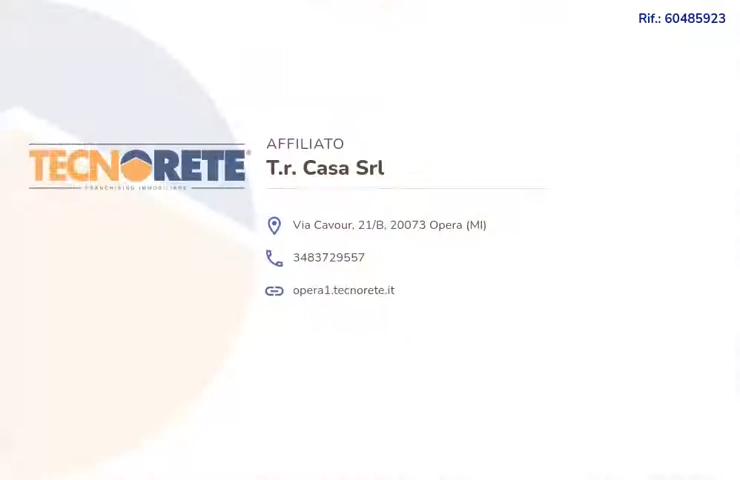 Rif.: 60485923
AFFILIATO
T.r. Casa Srl
TECNORETE
FRANCHISING IMMOBILIARE
Via Cavour, 21/B, 20073 Opera (MI)
3483729557
opera1.tecnorete.it